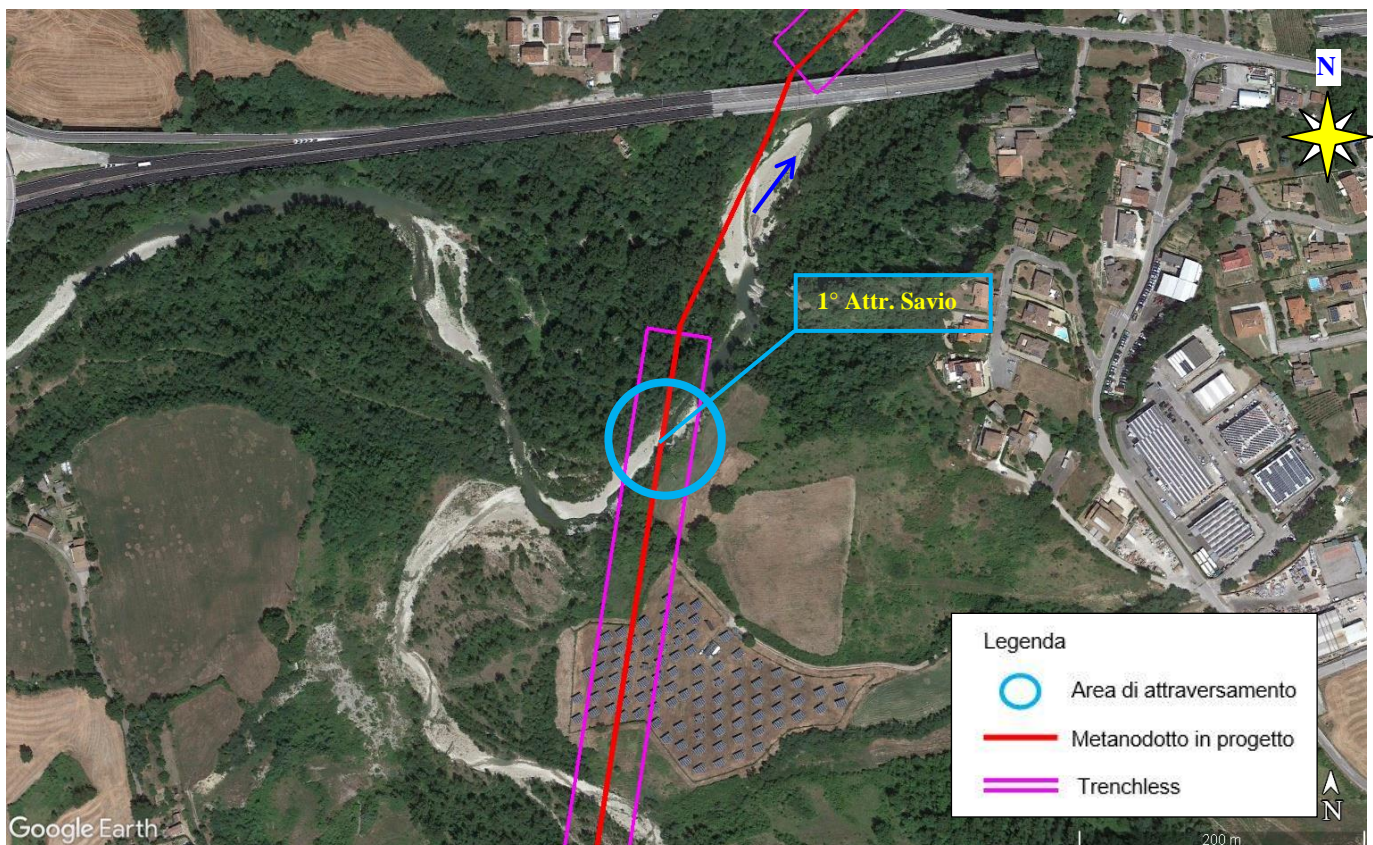 N
1° Attr. Savio
Legenda
Area di attraversamento
Metanodotto in progetto
Trenchless
N
Google Earth
200 m